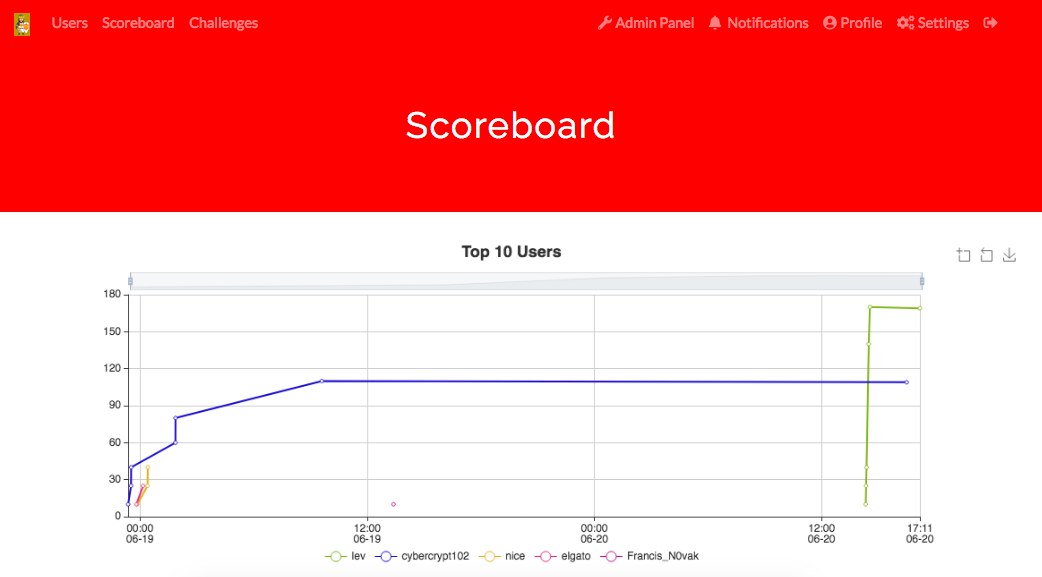 Users Scoreboard Challenges Admin Panel Notifications Profile Settings
Scoreboard
Top 10 Users
180
150
120
90
60
30
0
00:00 12:00 00:00 12:00 17:11
06-19 06-19 06-20 06-20 06-20
lev cybercrypt102 nice elgato Francis_N0vak